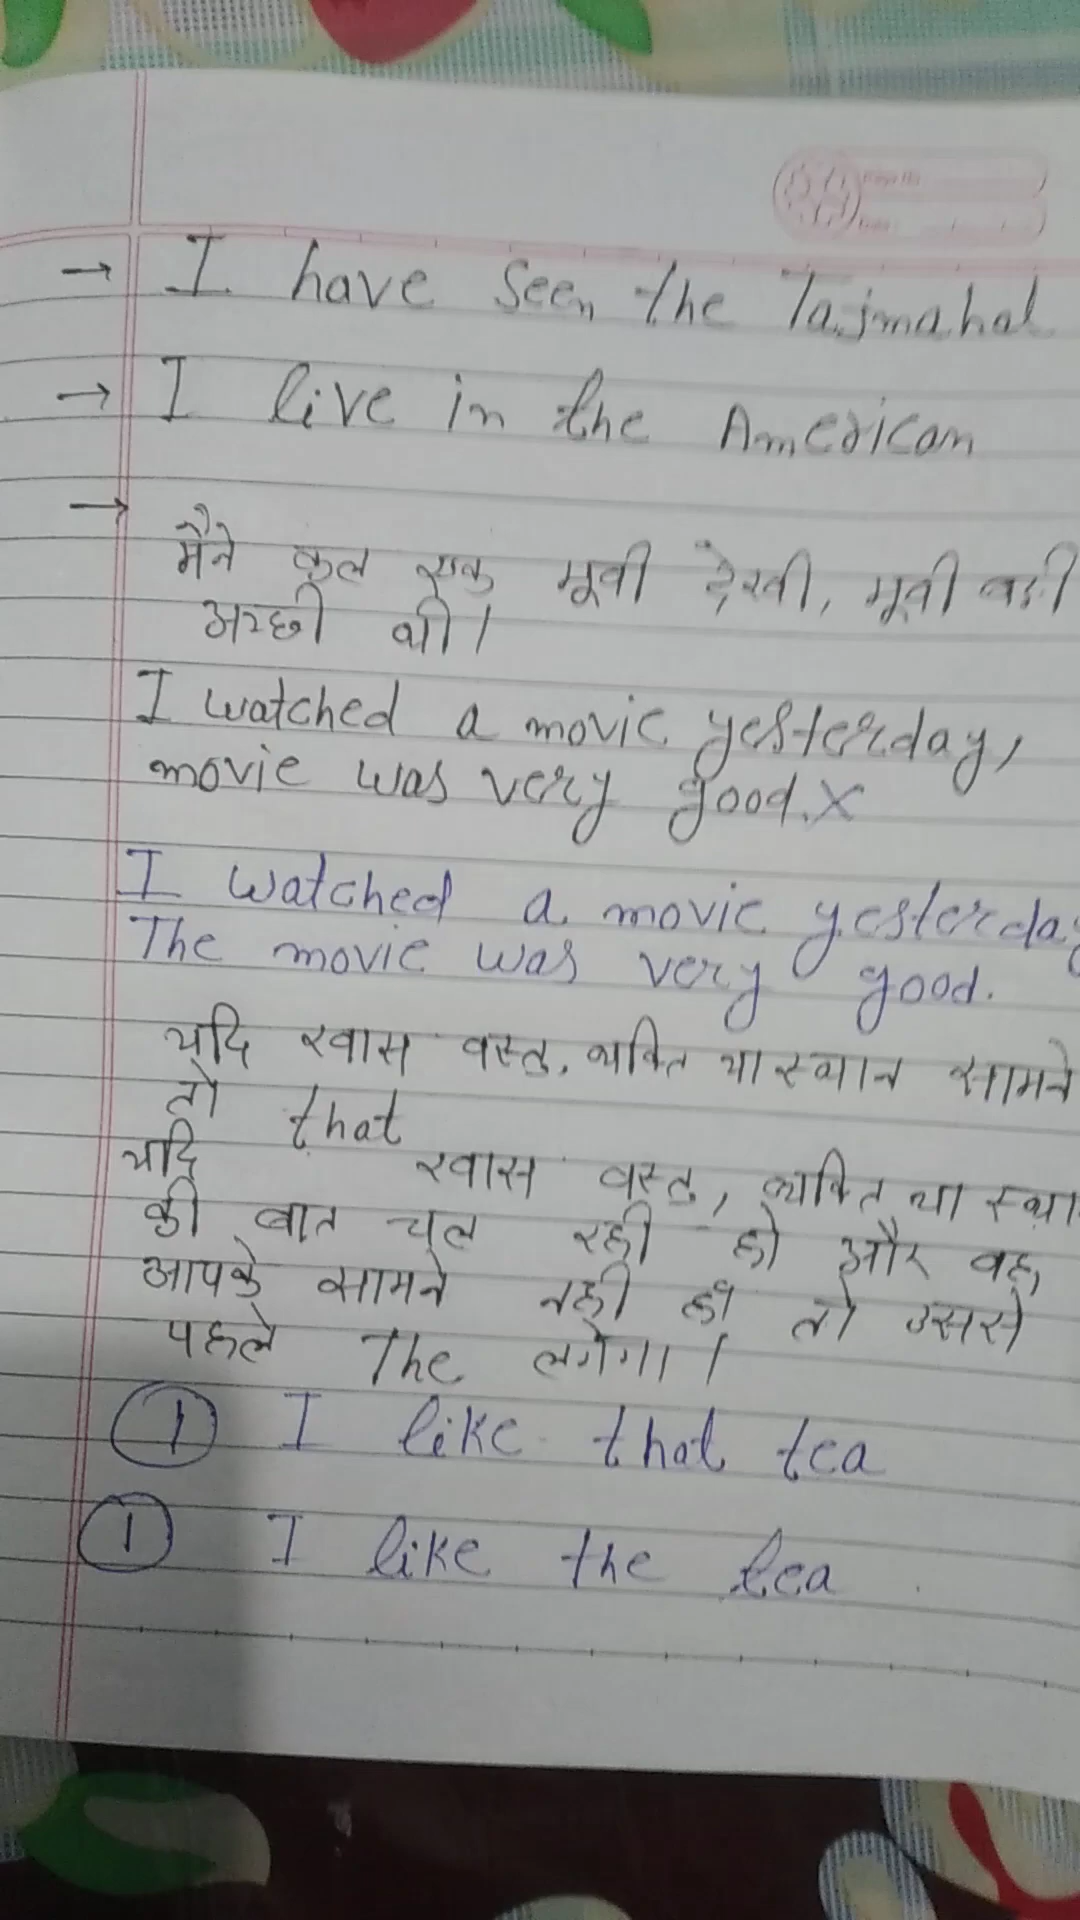 → I have seen the Tajmahal
→ I live in the American
→
मैने कुल एक मूवी देखी, मूवी बड़ी
अच्छी थी।
I watched a movie yesterday,
movie was very good. x
I watched a movie yesterday
The movie was very good.
यदि खास वस्तु, व्यक्ति या स्थान सामने
तो that
यदि खास वस्तु, व्यक्ति या स्था
की बात चल रही हो और वह
आपके सामने नही हो तो उससे
पहले The लगेगा।
① I like that tea
① I like the tea